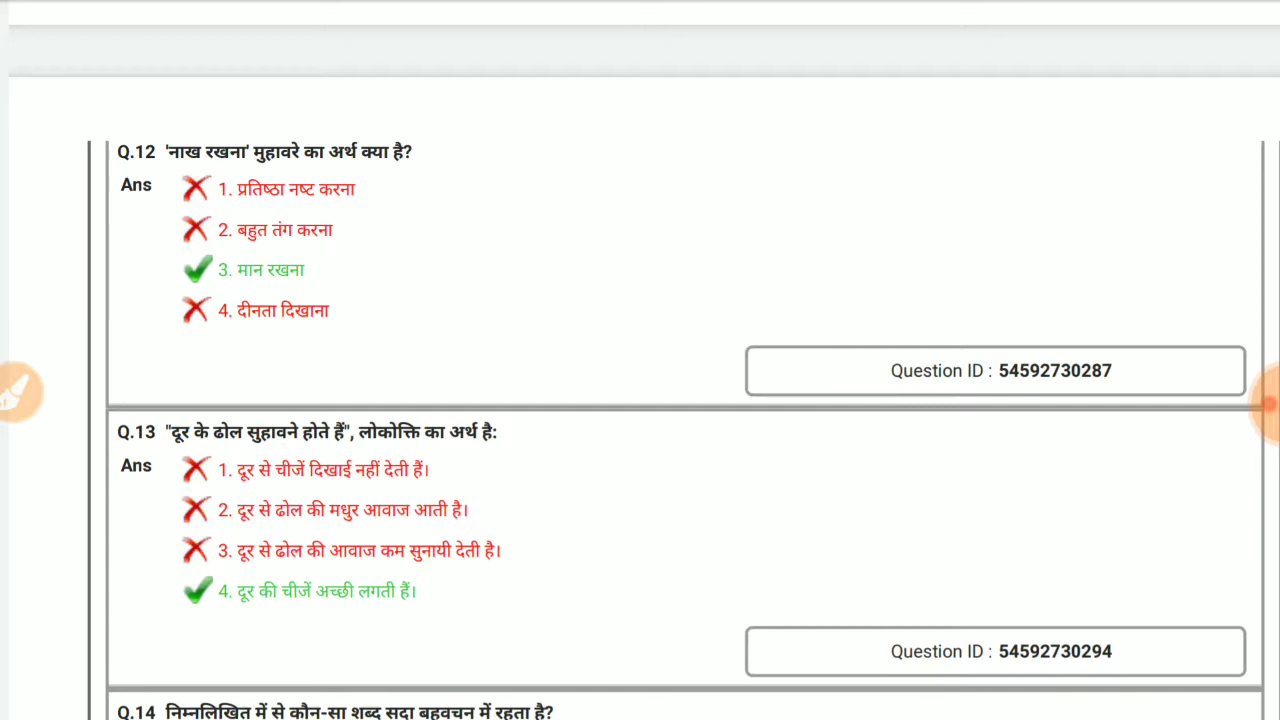 Q.12 'नाख रखना' मुहावरे का अर्थ क्या है?
Ans 1. प्रतिष्ठा नष्ट करना
2. बहुत तंग करना
3. मान रखना
4. दीनता दिखाना
Question ID : 54592730287
Q.13 "दूर के ढोल सुहावने होते हैं", लोकोक्ति का अर्थ है:
Ans 1. दूर से चीजें दिखाई नहीं देती हैं।
2. दूर से ढोल की मधुर आवाज आती है।
3. दूर से ढोल की आवाज कम सुनायी देती है।
4. दूर की चीजें अच्छी लगती हैं।
Question ID : 54592730294
Q.14 निम्नलिखित में से कौन-सा शब्द सदा बहुवचन में रहता है?